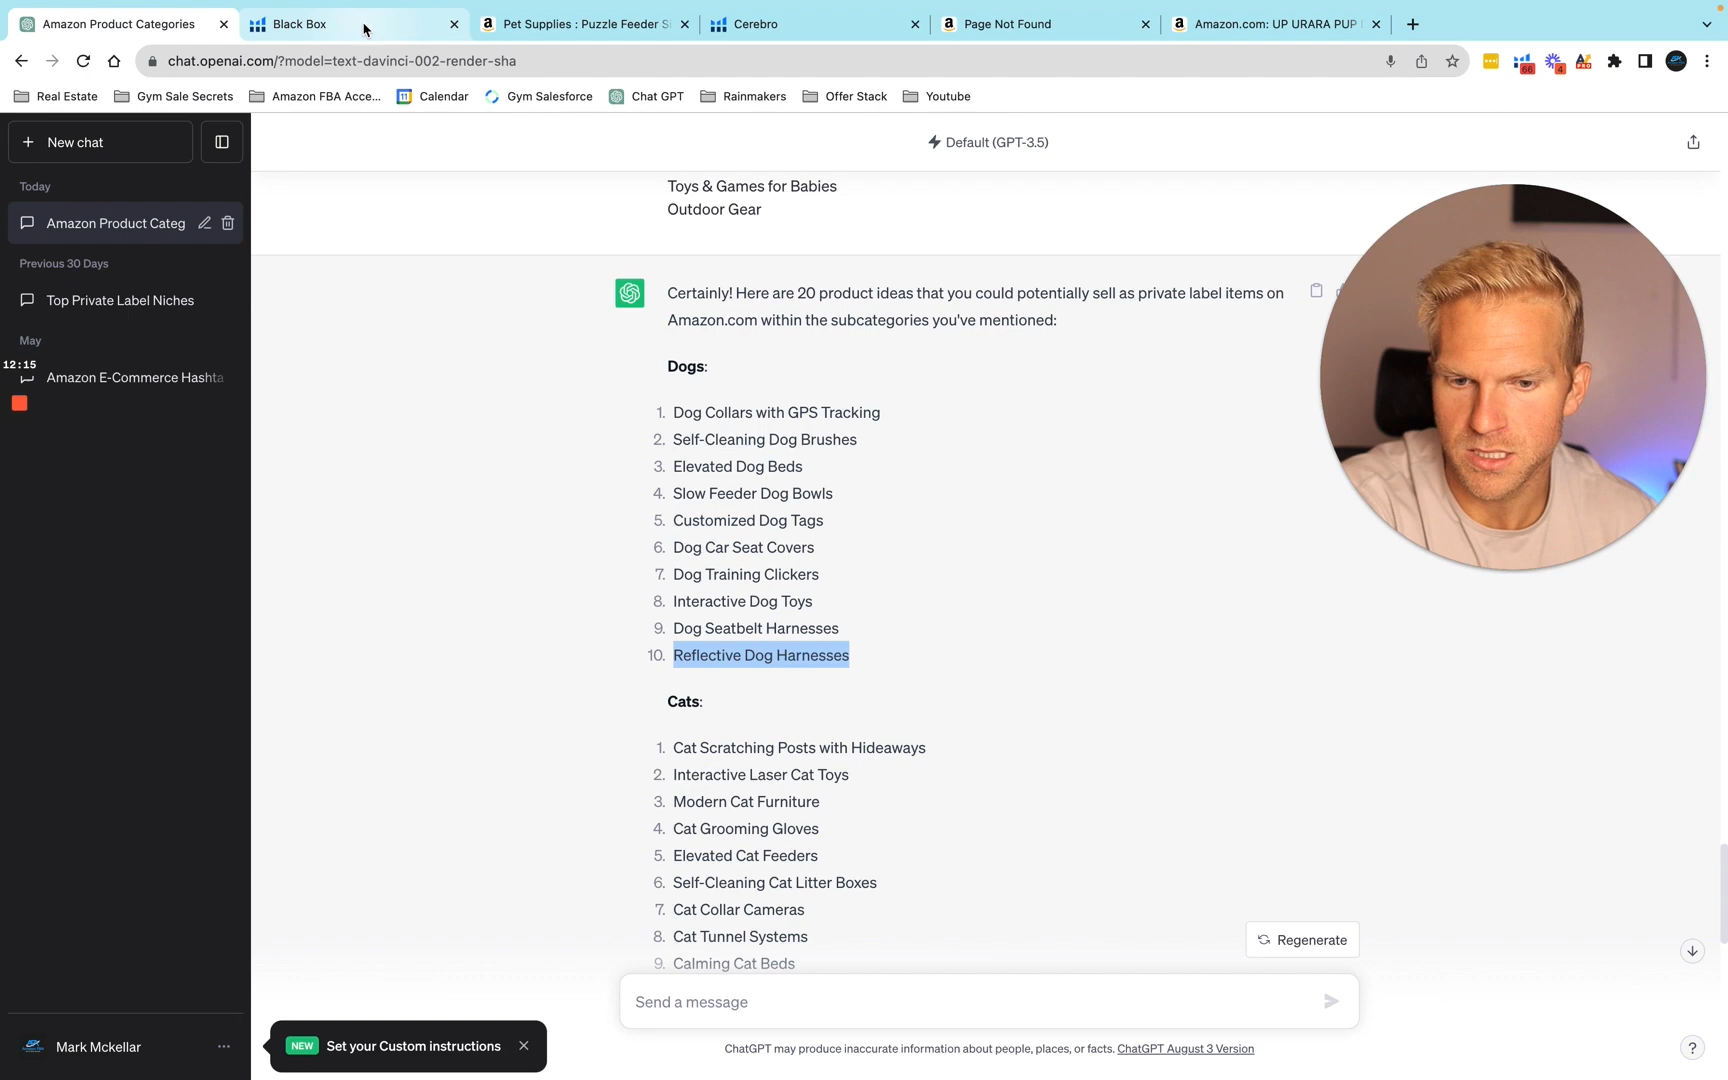 Amazon Product Categories
Black Box
Pet Supplies : Puzzle Feeder S
Cerebro
Page Not Found
Amazon.com: UP URARA PUP
chat.openai.com/?model=text-davinci-002-render-sha
66
4
PRO
Real Estate
Gym Sale Secrets
Amazon FBA Acce...
Calendar
Gym Salesforce
Chat GPT
Rainmakers
Offer Stack
Youtube
New chat
Default (GPT-3.5)
Today
Amazon Product Categ
Previous 30 Days
Top Private Label Niches
May
12:15
Amazon E-Commerce Hashta
Toys & Games for Babies
Outdoor Gear
Certainly! Here are 20 product ideas that you could potentially sell as private label items on
Amazon.com within the subcategories you've mentioned:
Dogs:
1. Dog Collars with GPS Tracking
2. Self-Cleaning Dog Brushes
3. Elevated Dog Beds
4. Slow Feeder Dog Bowls
5. Customized Dog Tags
6. Dog Car Seat Covers
7. Dog Training Clickers
8. Interactive Dog Toys
9. Dog Seatbelt Harnesses
10. Reflective Dog Harnesses
Cats:
1. Cat Scratching Posts with Hideaways
2. Interactive Laser Cat Toys
3. Modern Cat Furniture
4. Cat Grooming Gloves
5. Elevated Cat Feeders
6. Self-Cleaning Cat Litter Boxes
7. Cat Collar Cameras
8. Cat Tunnel Systems
9. Calming Cat Beds
Regenerate
Send a message
Mark Mckellar
NEW Set your Custom instructions
ChatGPT may produce inaccurate information about people, places, or facts. ChatGPT August 3 Version
?